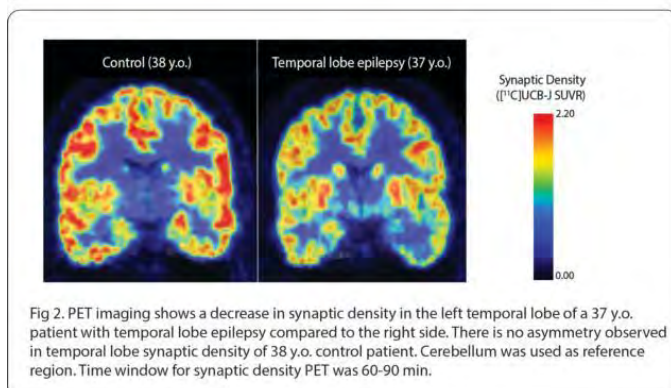 Control (38 y.o.)
Temporal lobe epilepsy (37 y.o.)
Synaptic Density
([¹¹C]UCB-J SUVR)
2.20
0.00
Fig 2. PET imaging shows a decrease in synaptic density in the left temporal lobe of a 37 y.o.
patient with temporal lobe epilepsy compared to the right side. There is no asymmetry observed
in temporal lobe synaptic density of 38 y.o. control patient. Cerebellum was used as reference
region. Time window for synaptic density PET was 60-90 min.